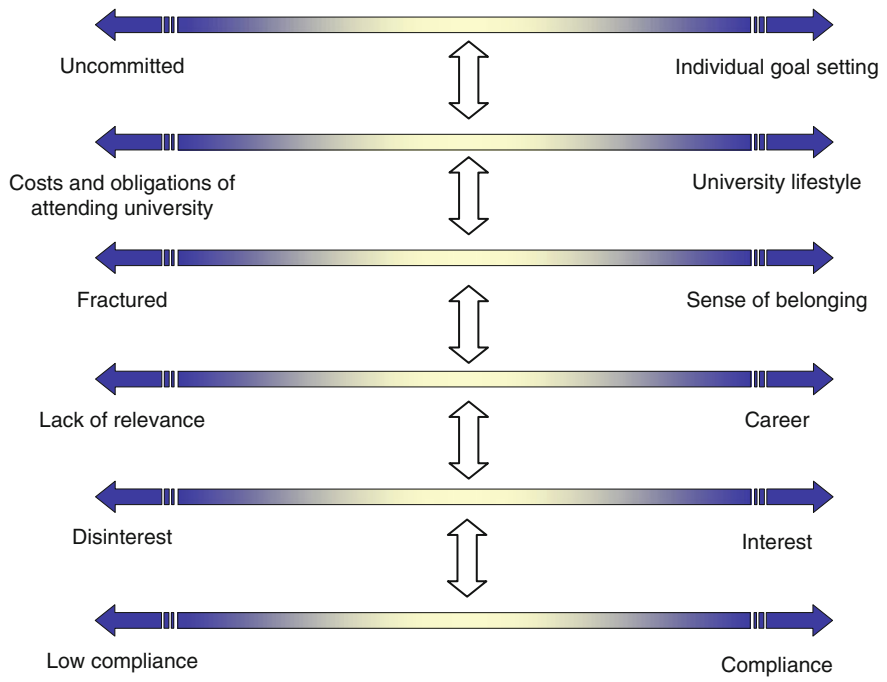 Uncommitted
Individual goal setting
Costs and obligations of
attending university
University lifestyle
Fractured
Sense of belonging
Lack of relevance
Career
Disinterest
Interest
Low compliance
Compliance